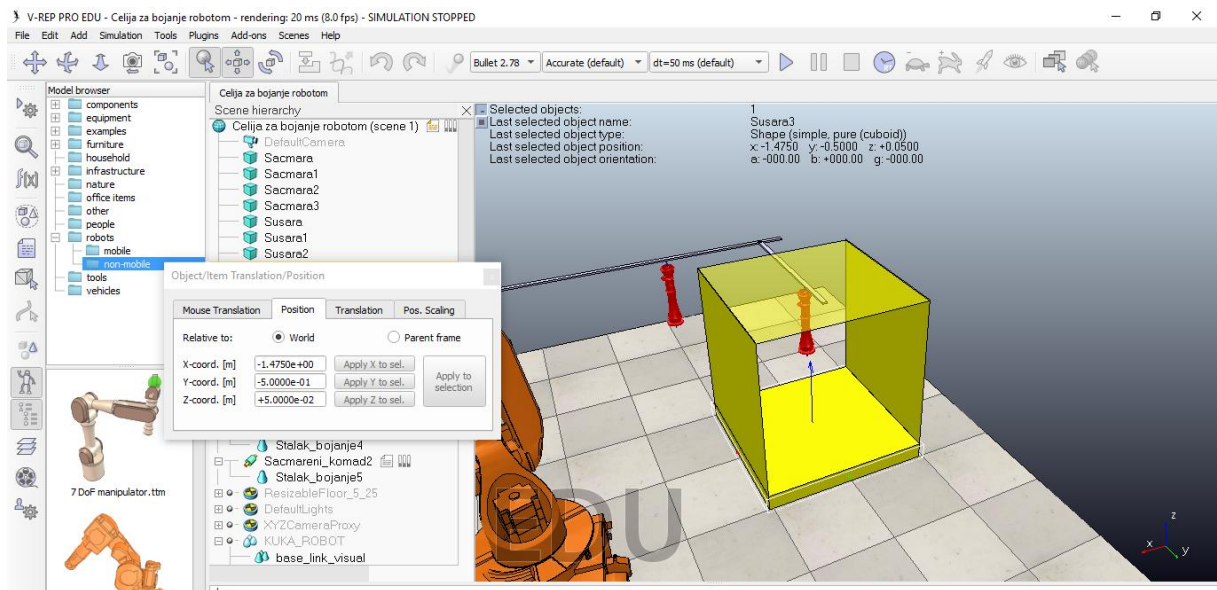 V-REP PRO EDU - Celija za bojanje robotom - rendering: 20 ms (8.0 fps) - SIMULATION STOPPED
File Edit Add Simulation Tools Plugins Add-ons Scenes Help
Bullet 2.78 Accurate (default) dt=50 ms (default)
Model browser
components
equipment
examples
furniture
household
infrastructure
nature
office items
other
people
robots
mobile
non-mobile
tools
vehicles
7 DoF manipulator.ttm
Celija za bojanje robotom
Scene hierarchy
Celija za bojanje robotom (scene 1)
DefaultCamera
Sacmara
Sacmara1
Sacmara2
Sacmara3
Susara
Susara1
Susara2
Selected objects: 1
Last selected object name: Susara3
Last selected object type: Shape (simple, pure (cuboid))
Last selected object position: x:-1.4750 y:-0.5000 z:+0.0500
Last selected object orientation: a:-000.00 b:+000.00 g:-000.00
Object/Item Translation/Position
Mouse Translation Position Translation Pos. Scaling
Relative to: World Parent frame
X-coord. [m] -1.4750e+00 Apply X to sel.
Y-coord. [m] -5.0000e-01 Apply Y to sel.
Z-coord. [m] +5.0000e-02 Apply Z to sel.
Apply to
selection
Stalak_bojanje4
Sacmareni_komad2
Stalak_bojanje5
ResizableFloor_5_25
DefaultLights
XYZCameraProxy
KUKA_ROBOT
base_link_visual
EDU
z
x
y
f(x)